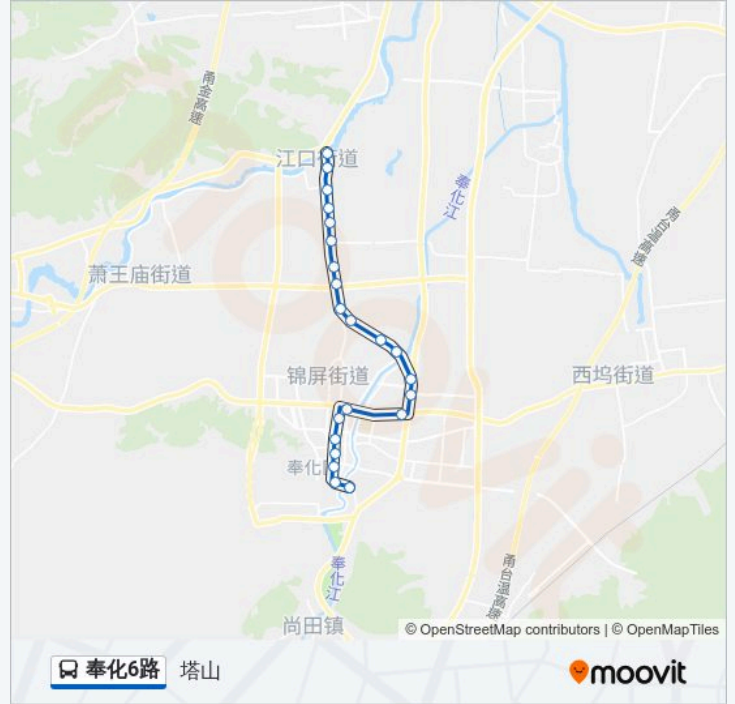 甬金高速
江口街道
奉化江
甬台温高速
萧王庙街道
锦屏街道
西坞街道
奉化
甬台温高速
奉化江
尚田镇
© OpenStreetMap contributors | © OpenMapTiles
奉化6路 塔山
moovit